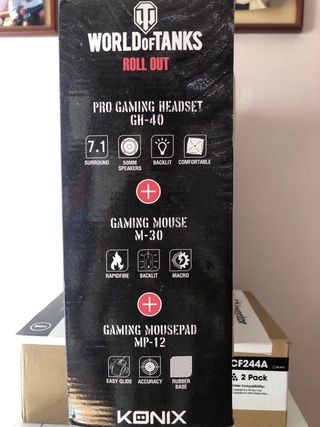 WORLD OF TANKS
ROLL OUT
PRO GAMING HEADSET
GH-40
7.1
SURROUND
50MM
SPEAKERS
BACKLIT
COMFORTABLE
GAMING MOUSE
M-30
RAPIDFIRE
BACKLIT
MACRO
GAMING MOUSEPAD
MP-12
EASY GLIDE
ACCURACY
RUBBER
BASE
KONIX
CF244A
2 Pack